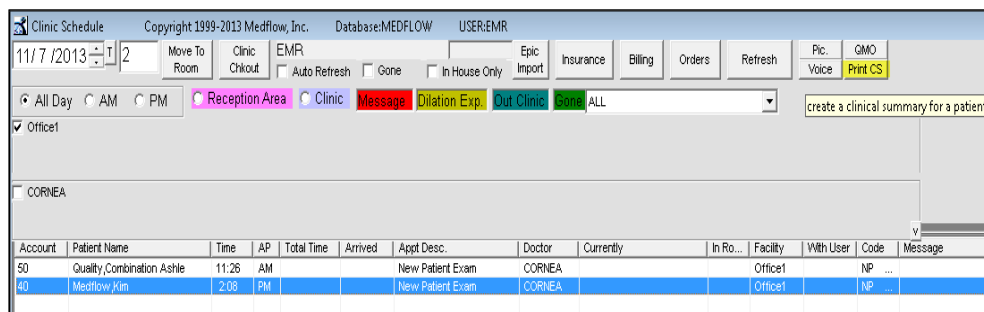 Clinic Schedule Copyright 1999-2013 Medflow, Inc. Database:MEDFLOW USER:EMR
11/ 7 /2013 T 2 Move To Room Clinic Chkout EMR Auto Refresh Gone In House Only Epic Import Insurance Billing Orders Refresh Pic. Voice QMO Print CS
All Day AM PM Reception Area Clinic Message Dilation Exp. Out Clinic Gone ALL create a clinical summary for a patient
Office1
CORNEA
Account Patient Name Time AP Total Time Arrived Appt Desc. Doctor Currently In Ro... Facility With User Code Message
50 Quality,Combination Ashle 11:26 AM New Patient Exam CORNEA Office1 NP ...
40 Medflow,Kim 2:08 PM New Patient Exam CORNEA Office1 NP ...